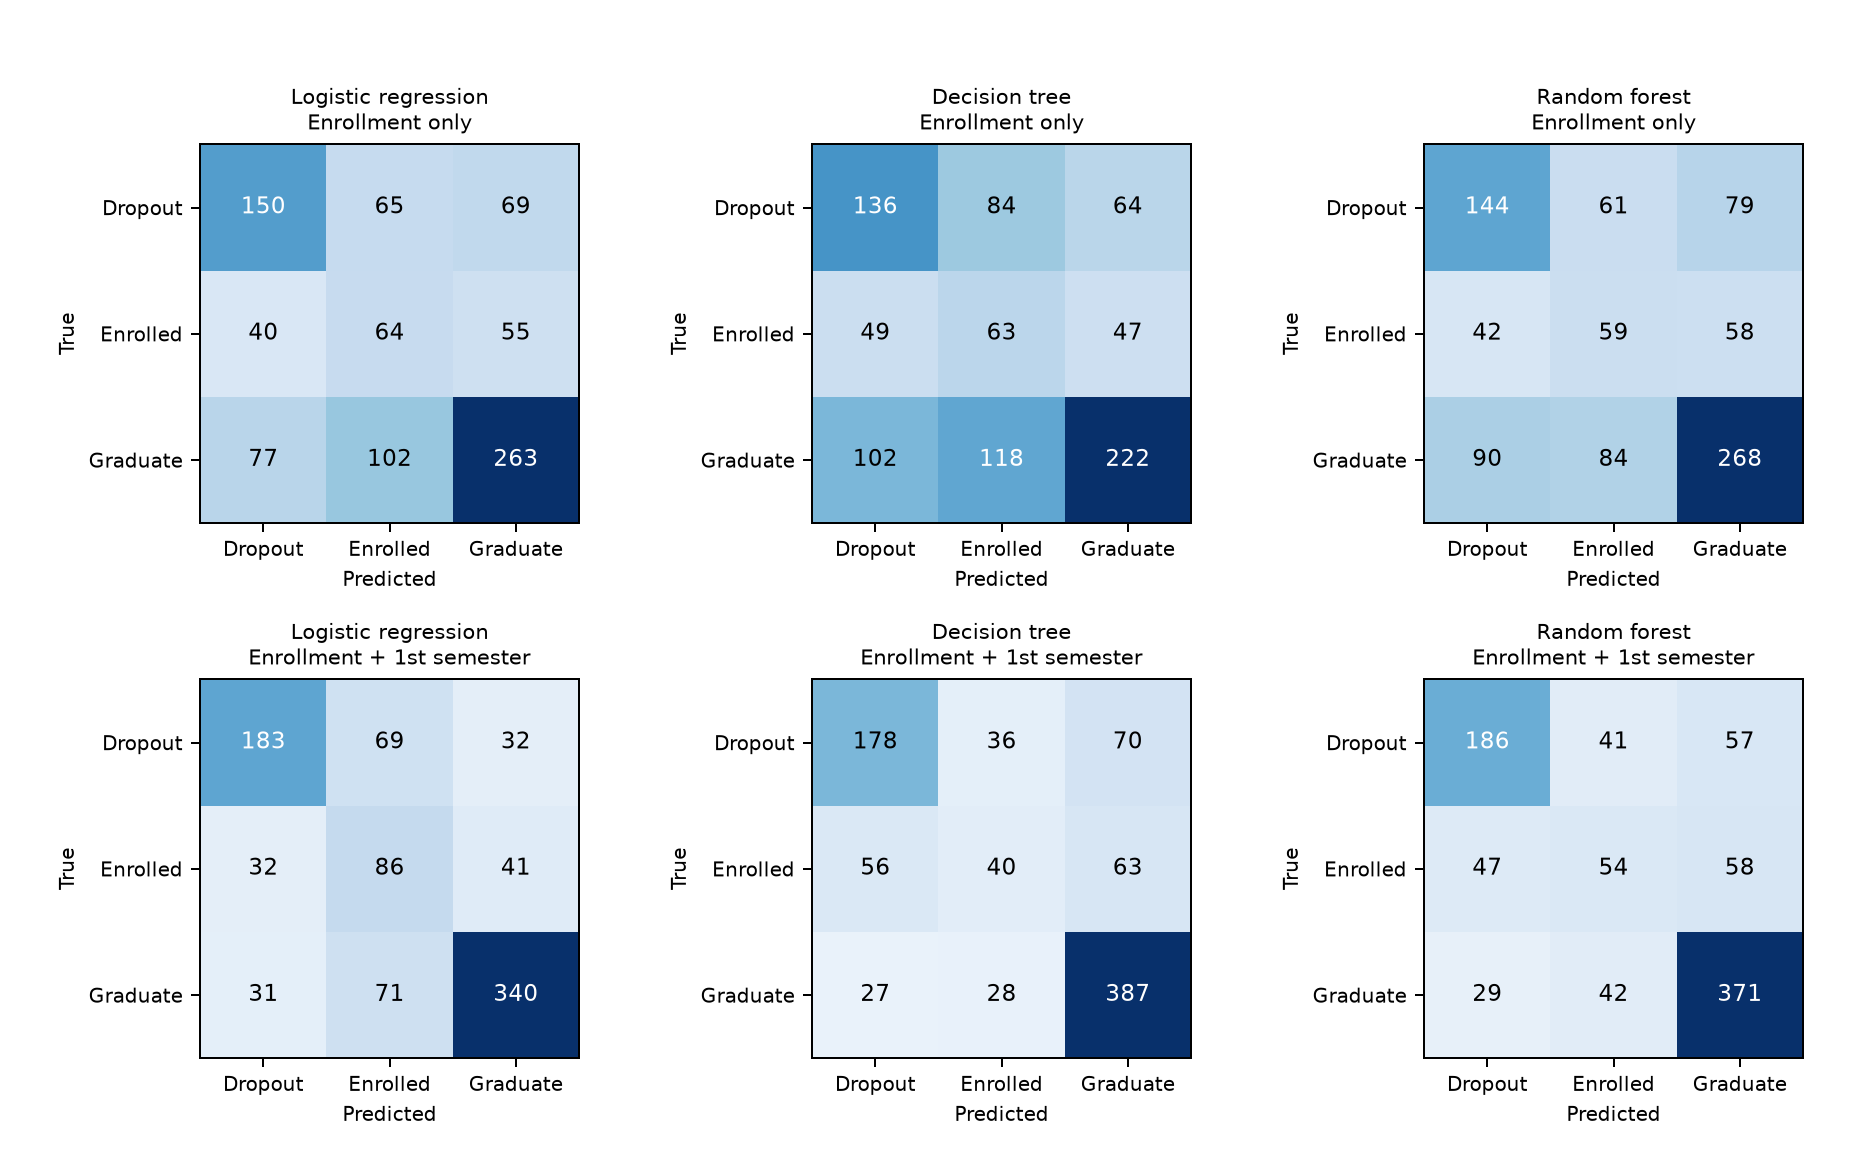 Logistic regression
Enrollment only
Decision tree
Enrollment only
Random forest
Enrollment only
True
Dropout 150 65 69
Enrolled 40 64 55
Graduate 77 102 263
Dropout Enrolled Graduate
Predicted
True
Dropout 136 84 64
Enrolled 49 63 47
Graduate 102 118 222
Dropout Enrolled Graduate
Predicted
True
Dropout 144 61 79
Enrolled 42 59 58
Graduate 90 84 268
Dropout Enrolled Graduate
Predicted
Logistic regression
Enrollment + 1st semester
Decision tree
Enrollment + 1st semester
Random forest
Enrollment + 1st semester
True
Dropout 183 69 32
Enrolled 32 86 41
Graduate 31 71 340
Dropout Enrolled Graduate
Predicted
True
Dropout 178 36 70
Enrolled 56 40 63
Graduate 27 28 387
Dropout Enrolled Graduate
Predicted
True
Dropout 186 41 57
Enrolled 47 54 58
Graduate 29 42 371
Dropout Enrolled Graduate
Predicted